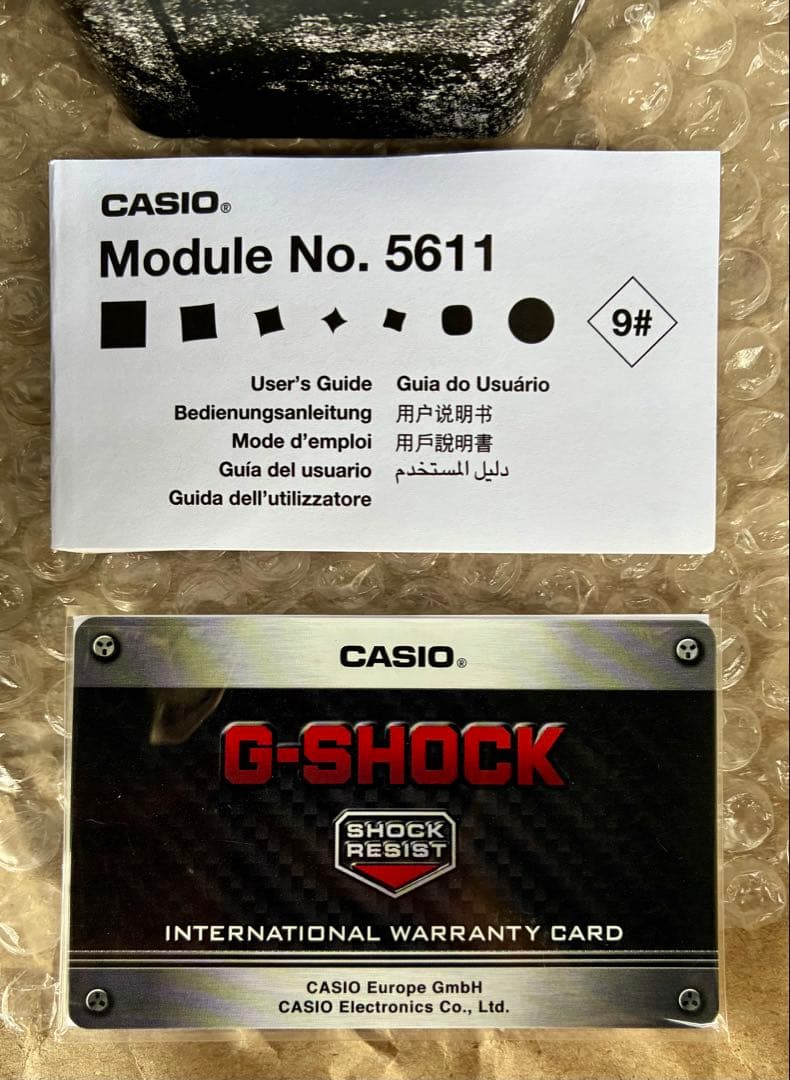 CASIO®
Module No. 5611
9#
User's Guide
Bedienungsanleitung
Mode d'emploi
Guía del usuario
Guida dell'utilizzatore
Guia do Usuário
用户说明书
用戶說明書
دليل المستخدم
CASIO®
G-SHOCK
SHOCK
RESIST
INTERNATIONAL WARRANTY CARD
CASIO Europe GmbH
CASIO Electronics Co., Ltd.